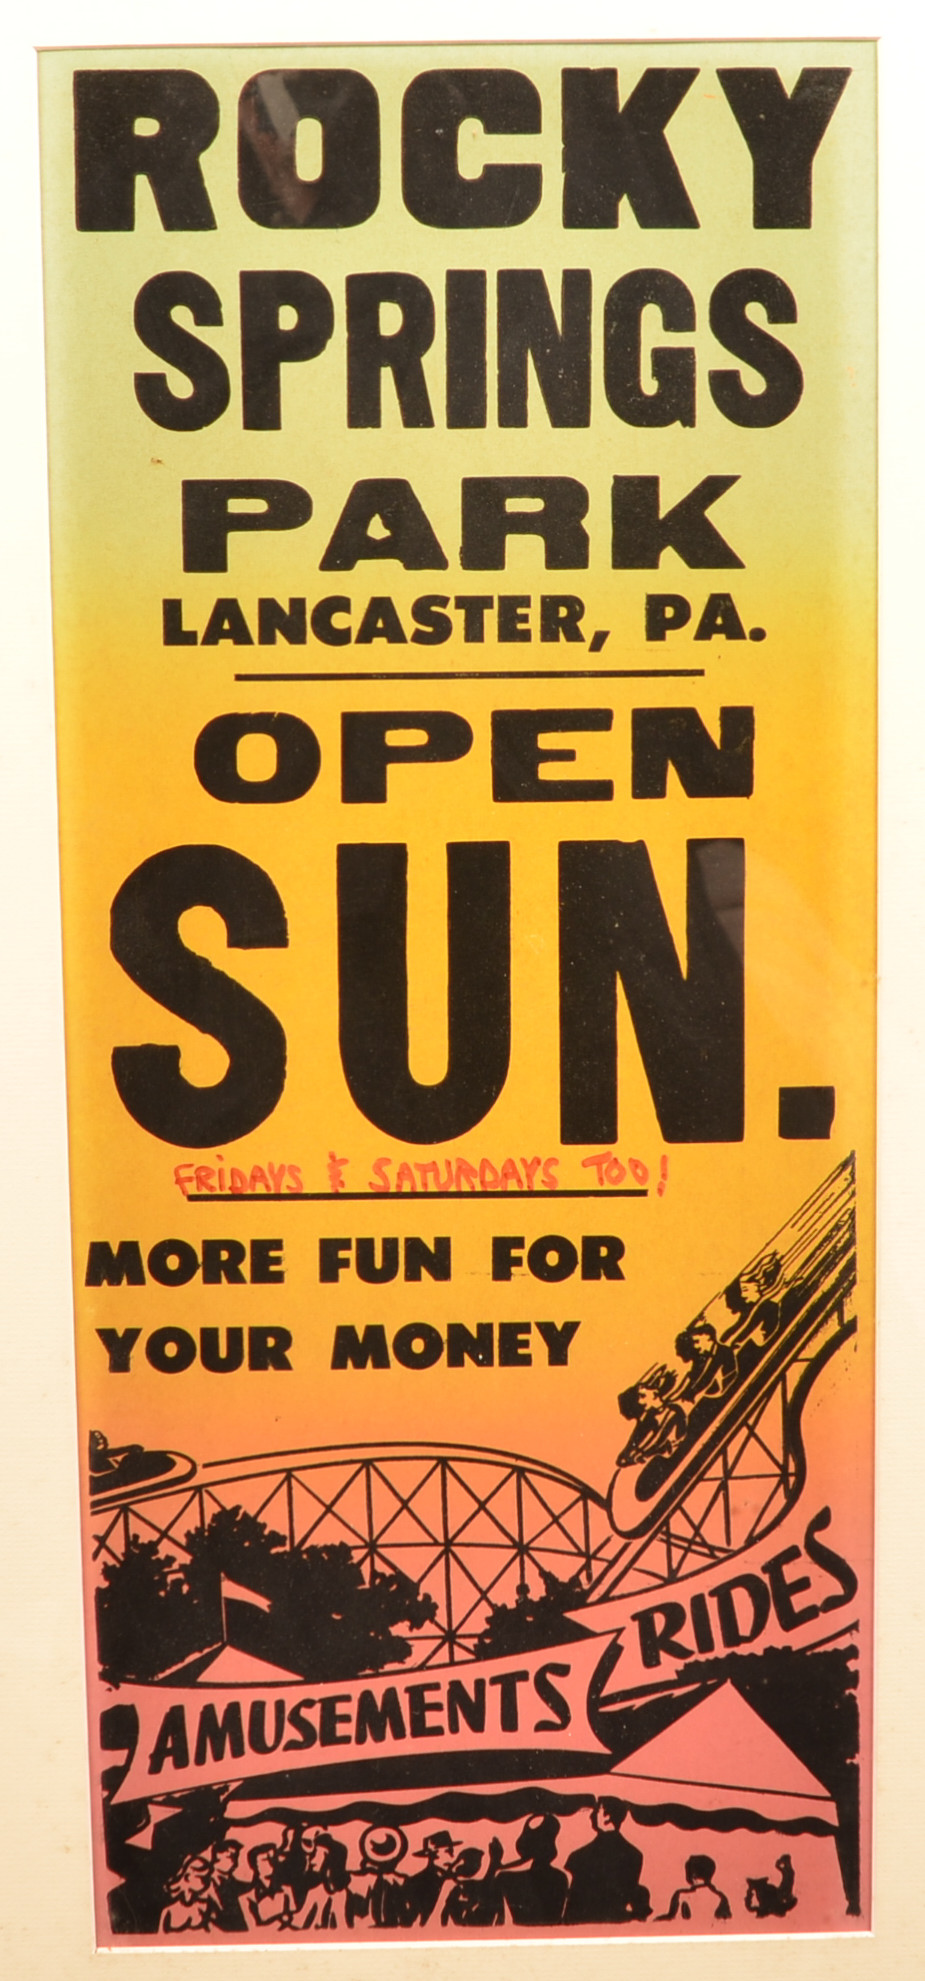 ROCKY
SPRINGS
PARK
LANCASTER, PA.
OPEN
SUN.
FRIDAYS & SATURDAYS TOO!
MORE FUN FOR
YOUR MONEY
AMUSEMENTS
RIDES